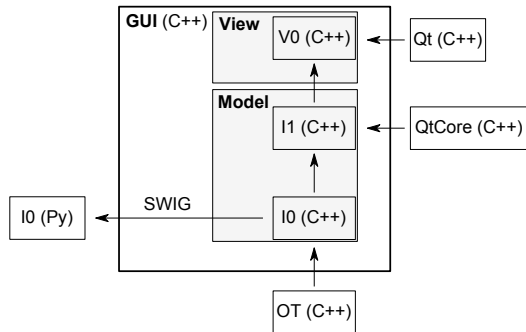 GUI (C++)
View
V0 (C++)
Qt (C++)
Model
I1 (C++)
QtCore (C++)
SWIG
I0 (Py)
I0 (C++)
OT (C++)